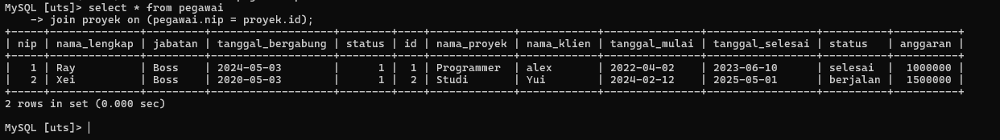 MySQL [uts]> select * from pegawai
    -> join proyek on (pegawai.nip = proyek.id);
+-----+--------------+---------+-------------------+--------+----+-------------+------------+---------------+-----------------+----------+----------+
| nip | nama_lengkap | jabatan | tanggal_bergabung | status | id | nama_proyek | nama_klien | tanggal_mulai | tanggal_selesai | status   | anggaran |
+-----+--------------+---------+-------------------+--------+----+-------------+------------+---------------+-----------------+----------+----------+
|   1 | Ray          | Boss    | 2024-05-03        |      1 |  1 | Programmer  | alex       | 2022-04-02    | 2023-06-10      | selesai  |  1000000 |
|   2 | Xei          | Boss    | 2020-05-03        |      1 |  2 | Studi       | Yui        | 2024-02-12    | 2025-05-01      | berjalan |  1500000 |
+-----+--------------+---------+-------------------+--------+----+-------------+------------+---------------+-----------------+----------+----------+
2 rows in set (0.000 sec)
MySQL [uts]>